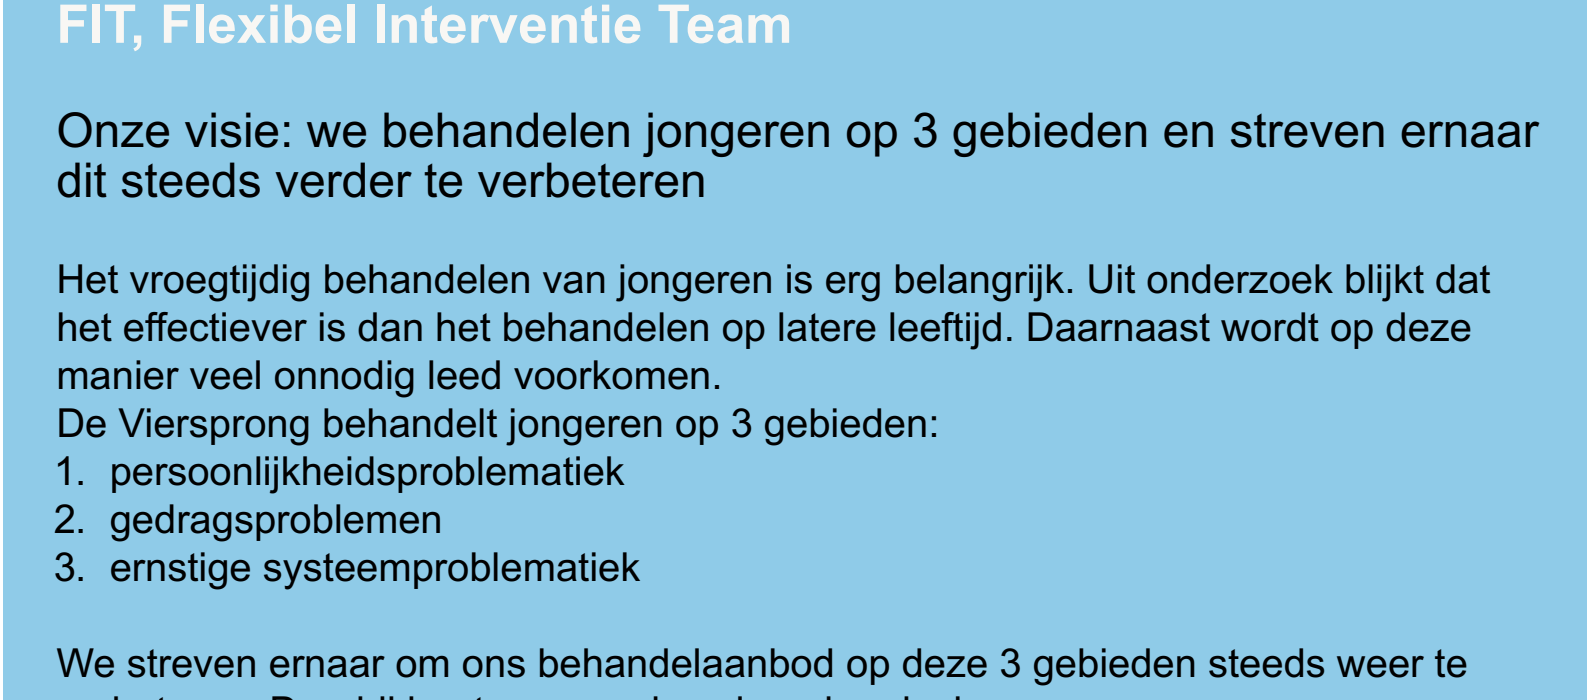 FIT, Flexibel Interventie Team
Onze visie: we behandelen jongeren op 3 gebieden en streven ernaar
dit steeds verder te verbeteren
Het vroegtijdig behandelen van jongeren is erg belangrijk. Uit onderzoek blijkt dat
het effectiever is dan het behandelen op latere leeftijd. Daarnaast wordt op deze
manier veel onnodig leed voorkomen.
De Viersprong behandelt jongeren op 3 gebieden:
1. persoonlijkheidsproblematiek
2. gedragsproblemen
3. ernstige systeemproblematiek
We streven ernaar om ons behandelaanbod op deze 3 gebieden steeds weer te